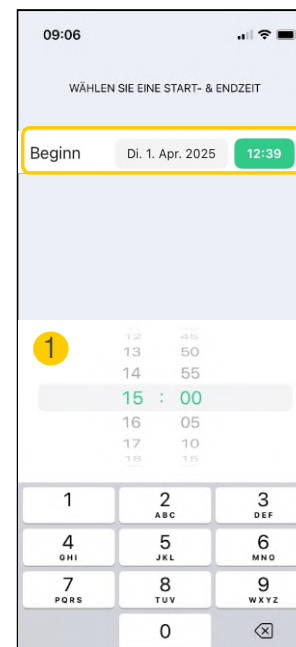 09:06
WÄHLEN SIE EINE START- & ENDZEIT
Beginn Di. 1. Apr. 2025 12:39
1
12 45
13 50
14 55
15 : 00
16 05
17 10
18 15
1 2 3
ABC DEF
4 5 6
GHI JKL MNO
7 8 9
PQRS TUV WXYZ
0